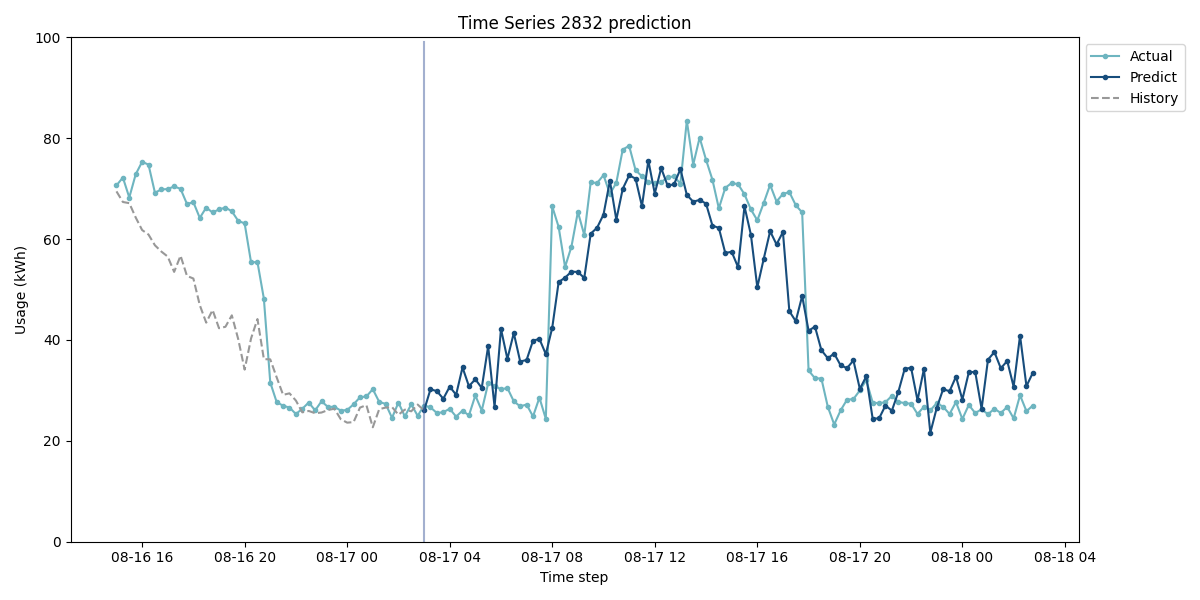 Time Series 2832 prediction
Usage (kWh)
100
80
60
40
20
0
08-16 16
08-16 20
08-17 00
08-17 04
08-17 08
08-17 12
08-17 16
08-17 20
08-18 00
08-18 04
Time step
Actual
Predict
History